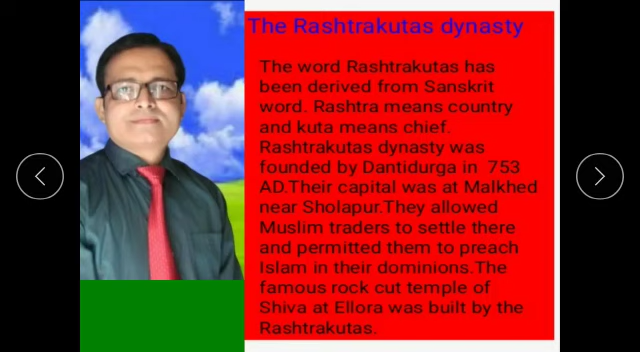 The Rashtrakutas dynasty
The word Rashtrakutas has
been derived from Sanskrit
word. Rashtra means country
and kuta means chief.
Rashtrakutas dynasty was
founded by Dantidurga in  753
AD.Their capital was at Malkhed
near Sholapur.They allowed
Muslim traders to settle there
and permitted them to preach
Islam in their dominions.The
famous rock cut temple of
Shiva at Ellora was built by the
Rashtrakutas.